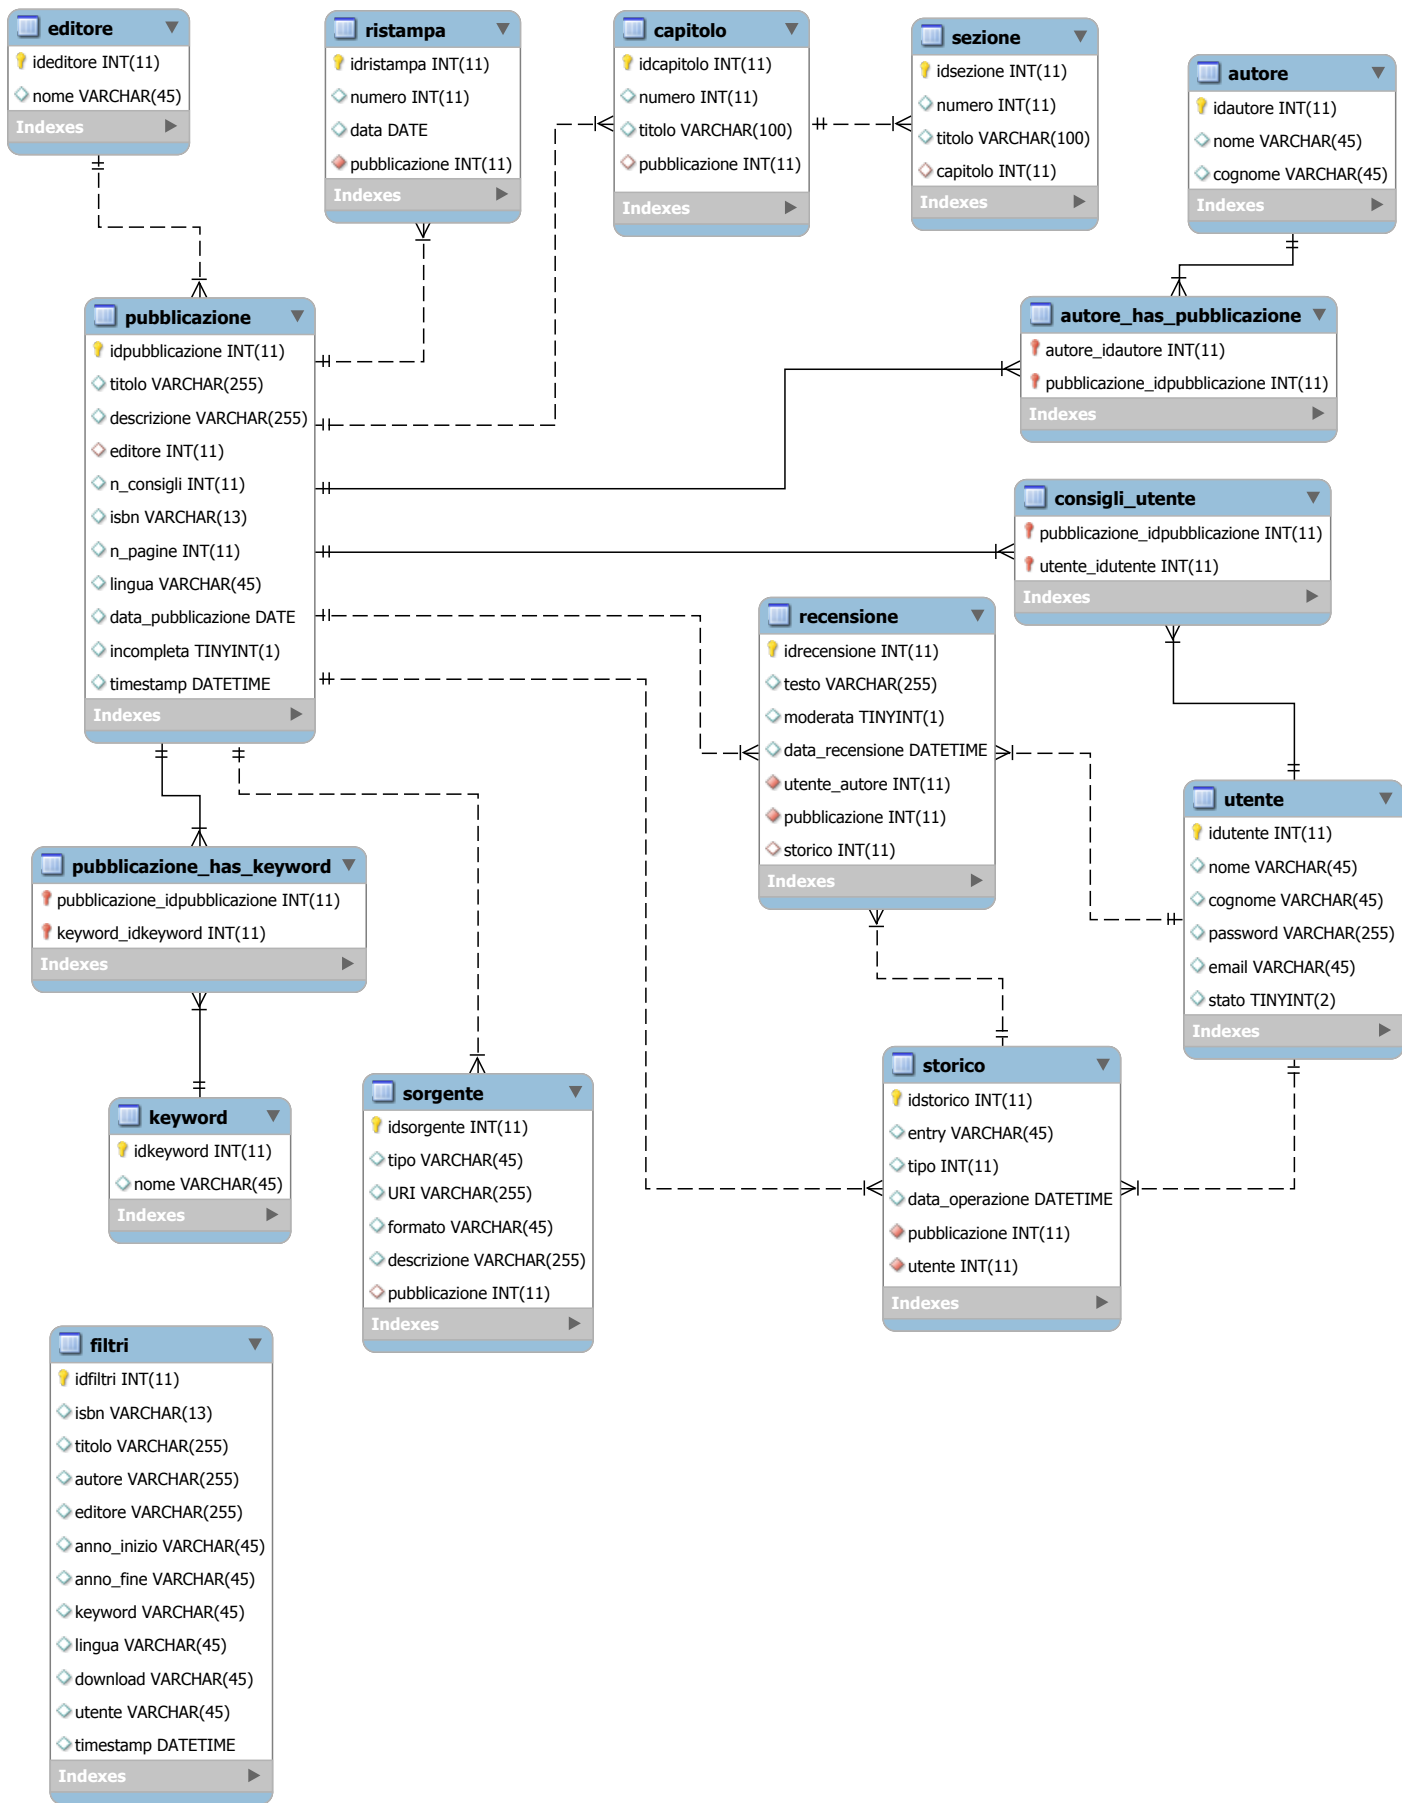 editore
ideditore INT(11)
nome VARCHAR(45)
Indexes
ristampa
idristampa INT(11)
numero INT(11)
data DATE
pubblicazione INT(11)
Indexes
capitolo
idcapitolo INT(11)
numero INT(11)
titolo VARCHAR(100)
pubblicazione INT(11)
Indexes
sezione
idsezione INT(11)
numero INT(11)
titolo VARCHAR(100)
capitolo INT(11)
Indexes
autore
idautore INT(11)
nome VARCHAR(45)
cognome VARCHAR(45)
Indexes
pubblicazione
idpubblicazione INT(11)
titolo VARCHAR(255)
descrizione VARCHAR(255)
editore INT(11)
n_consigli INT(11)
isbn VARCHAR(13)
n_pagine INT(11)
lingua VARCHAR(45)
data_pubblicazione DATE
incompleta TINYINT(1)
timestamp DATETIME
Indexes
autore_has_pubblicazione
autore_idautore INT(11)
pubblicazione_idpubblicazione INT(11)
Indexes
consigli_utente
pubblicazione_idpubblicazione INT(11)
utente_idutente INT(11)
Indexes
recensione
idrecensione INT(11)
testo VARCHAR(255)
moderata TINYINT(1)
data_recensione DATETIME
utente_autore INT(11)
pubblicazione INT(11)
storico INT(11)
Indexes
utente
idutente INT(11)
nome VARCHAR(45)
cognome VARCHAR(45)
password VARCHAR(255)
email VARCHAR(45)
stato TINYINT(2)
Indexes
pubblicazione_has_keyword
pubblicazione_idpubblicazione INT(11)
keyword_idkeyword INT(11)
Indexes
keyword
idkeyword INT(11)
nome VARCHAR(45)
Indexes
sorgente
idsorgente INT(11)
tipo VARCHAR(45)
URI VARCHAR(255)
formato VARCHAR(45)
descrizione VARCHAR(255)
pubblicazione INT(11)
Indexes
storico
idstorico INT(11)
entry VARCHAR(45)
tipo INT(11)
data_operazione DATETIME
pubblicazione INT(11)
utente INT(11)
Indexes
filtri
idfiltri INT(11)
isbn VARCHAR(13)
titolo VARCHAR(255)
autore VARCHAR(255)
editore VARCHAR(255)
anno_inizio VARCHAR(45)
anno_fine VARCHAR(45)
keyword VARCHAR(45)
lingua VARCHAR(45)
download VARCHAR(45)
utente VARCHAR(45)
timestamp DATETIME
Indexes